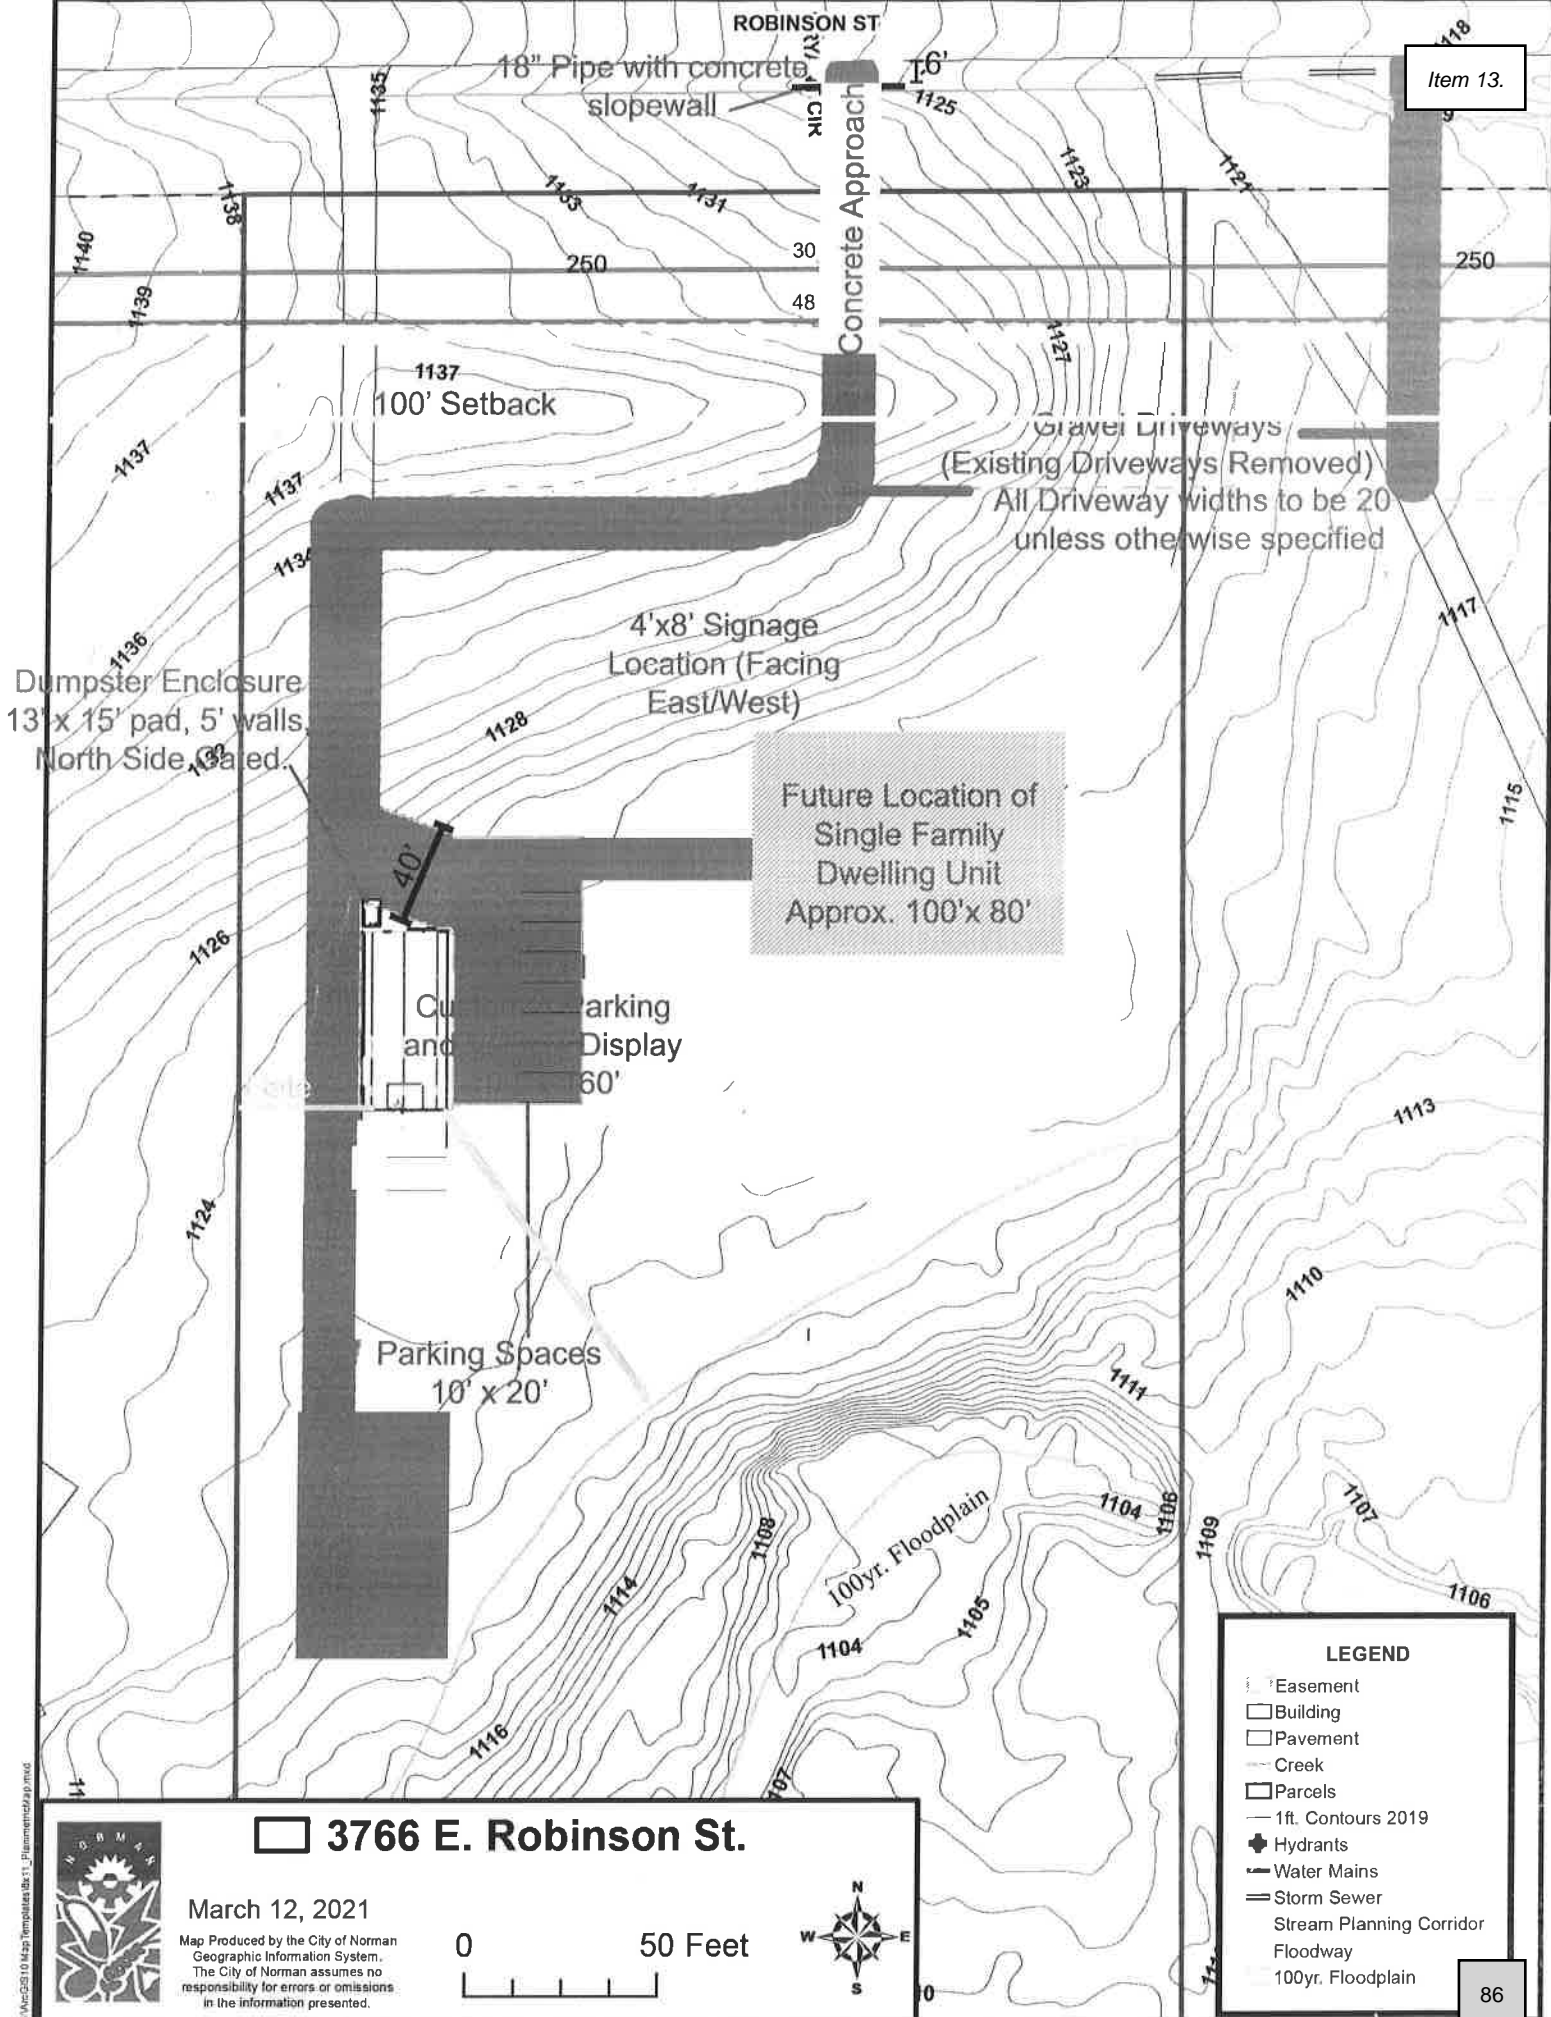 ROBINSON ST
Item 13.
18" Pipe with concrete
slopewall
6'
CIR
Concrete Approach
1118
1135
1125
1138
1133
1131
1123
1121
1140
1139
30
250
250
48
1137
100' Setback
1127
1137
1137
Gravel Driveways
(Existing Driveways Removed)
All Driveway widths to be 20
unless otherwise specified
1134
1136
4'x8' Signage
Location (Facing
East/West)
1117
Dumpster Enclosure
13' x 15' pad, 5' walls,
North Side Gated.
1132
1128
1115
Future Location of
Single Family
Dwelling Unit
Approx. 100'x 80'
40'
1126
Parking
and Display
60'
1113
1124
1110
Parking Spaces
10' x 20'
1111
1104
1106
1107
1109
1108
100yr. Floodplain
1114
1105
1106
1104
1116
107
LEGEND
Easement
Building
Pavement
Creek
Parcels
1ft. Contours 2019
Hydrants
Water Mains
Storm Sewer
Stream Planning Corridor
Floodway
100yr. Floodplain
NORMAN
3766 E. Robinson St.
March 12, 2021
Map Produced by the City of Norman
Geographic Information System.
The City of Norman assumes no
responsibility for errors or omissions
in the information presented.
0 50 Feet
N
W E
S
86